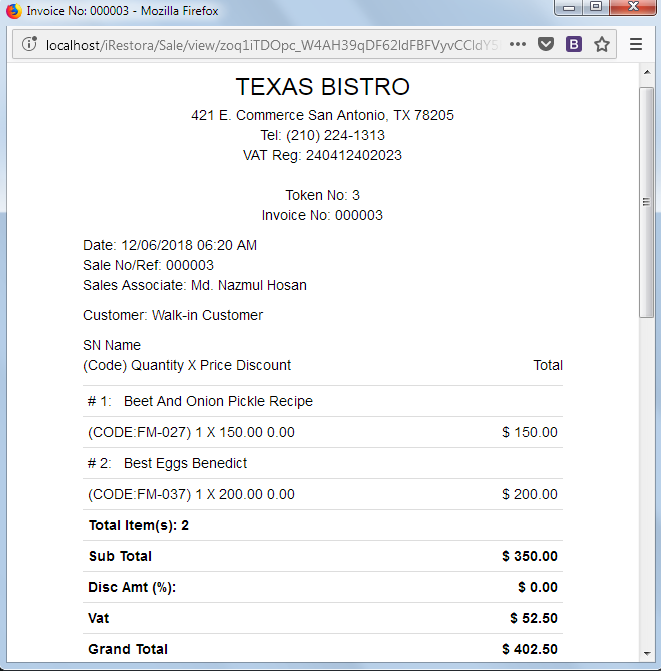 Invoice No: 000003 - Mozilla Firefox
localhost/iRestora/Sale/view/zoq1iTDOpc_W4AH39qDF62ldFBFVyvCCldY5
TEXAS BISTRO
421 E. Commerce San Antonio, TX 78205
Tel: (210) 224-1313
VAT Reg: 240412402023
Token No: 3
Invoice No: 000003
Date: 12/06/2018 06:20 AM
Sale No/Ref: 000003
Sales Associate: Md. Nazmul Hosan
Customer: Walk-in Customer
SN Name
(Code) Quantity X Price Discount Total
# 1: Beet And Onion Pickle Recipe
(CODE:FM-027) 1 X 150.00 0.00 $ 150.00
# 2: Best Eggs Benedict
(CODE:FM-037) 1 X 200.00 0.00 $ 200.00
Total Item(s): 2
Sub Total $ 350.00
Disc Amt (%): $ 0.00
Vat $ 52.50
Grand Total $ 402.50